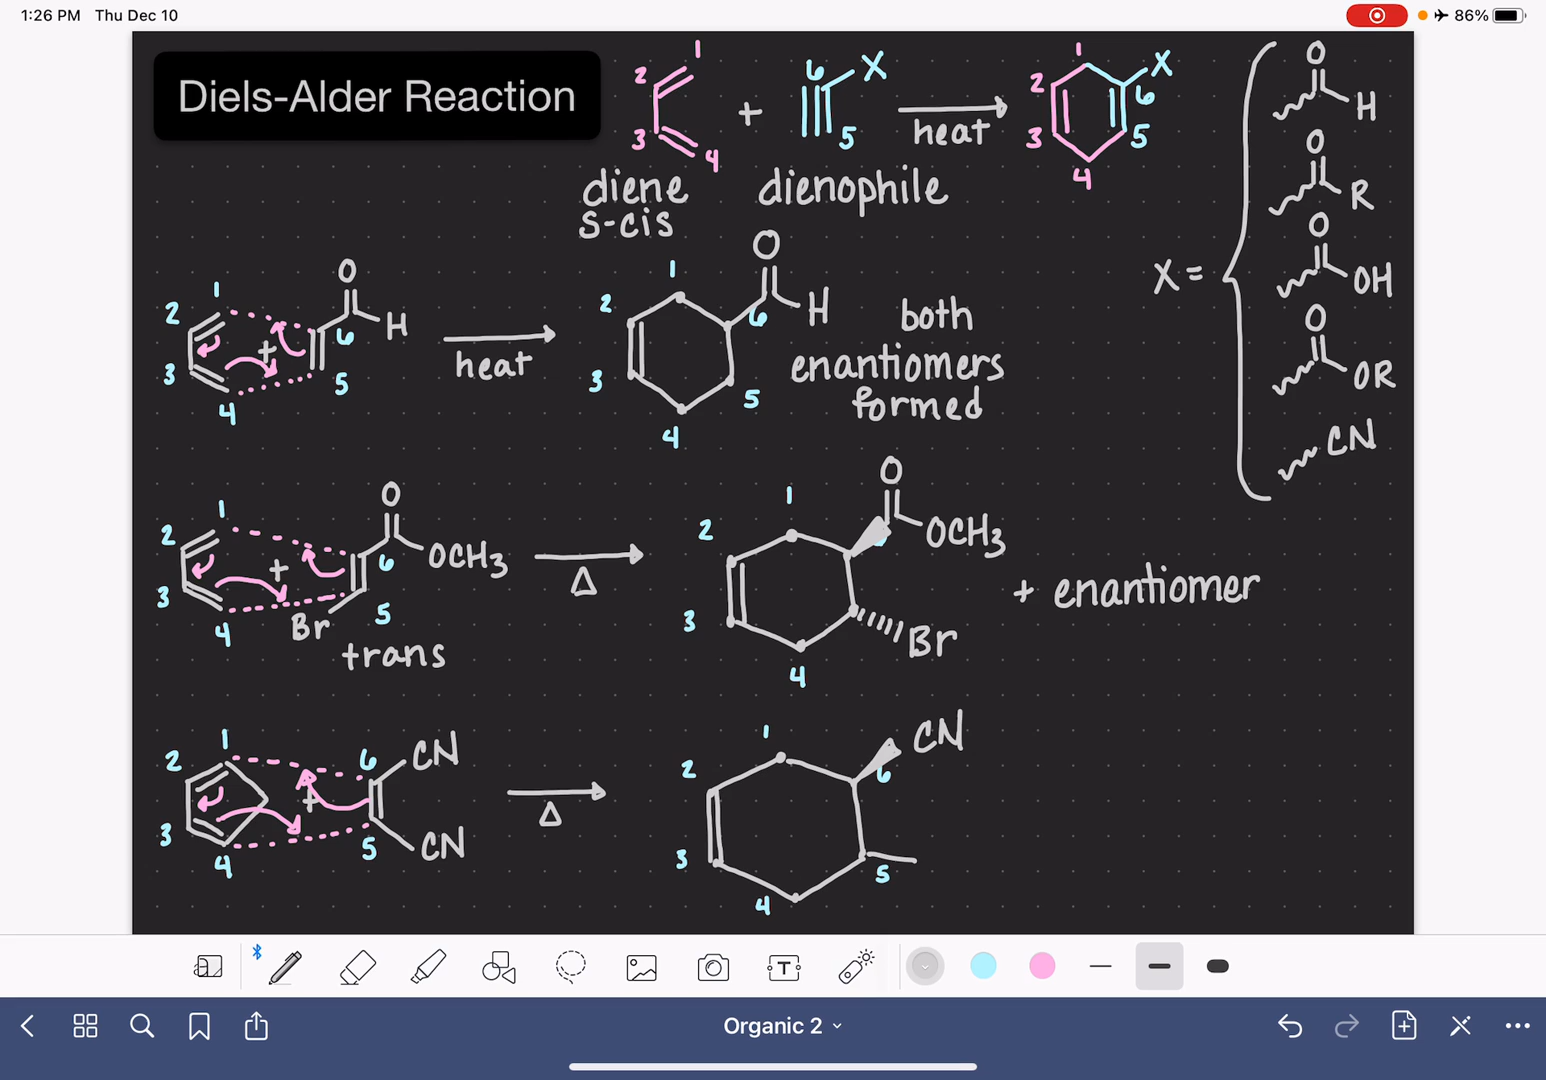 1:26 PM Thu Dec 10
86%
Diels-Alder Reaction
1
2
3
4
+
6
X
5
heat
1
2
3
4
5
6
X
diene
s-cis
dienophile
X =
O
H
O
R
O
OH
O
OR
CN
1
2
3
4
+
O
H
6
5
heat
1
2
3
4
5
6
O
H
both
enantiomers
formed
1
2
3
4
+
O
OCH3
6
5
Br
trans
Δ
1
2
3
4
O
OCH3
Br
+ enantiomer
1
2
3
4
+
6
CN
5
CN
Δ
1
2
3
4
5
6
CN
T
Organic 2